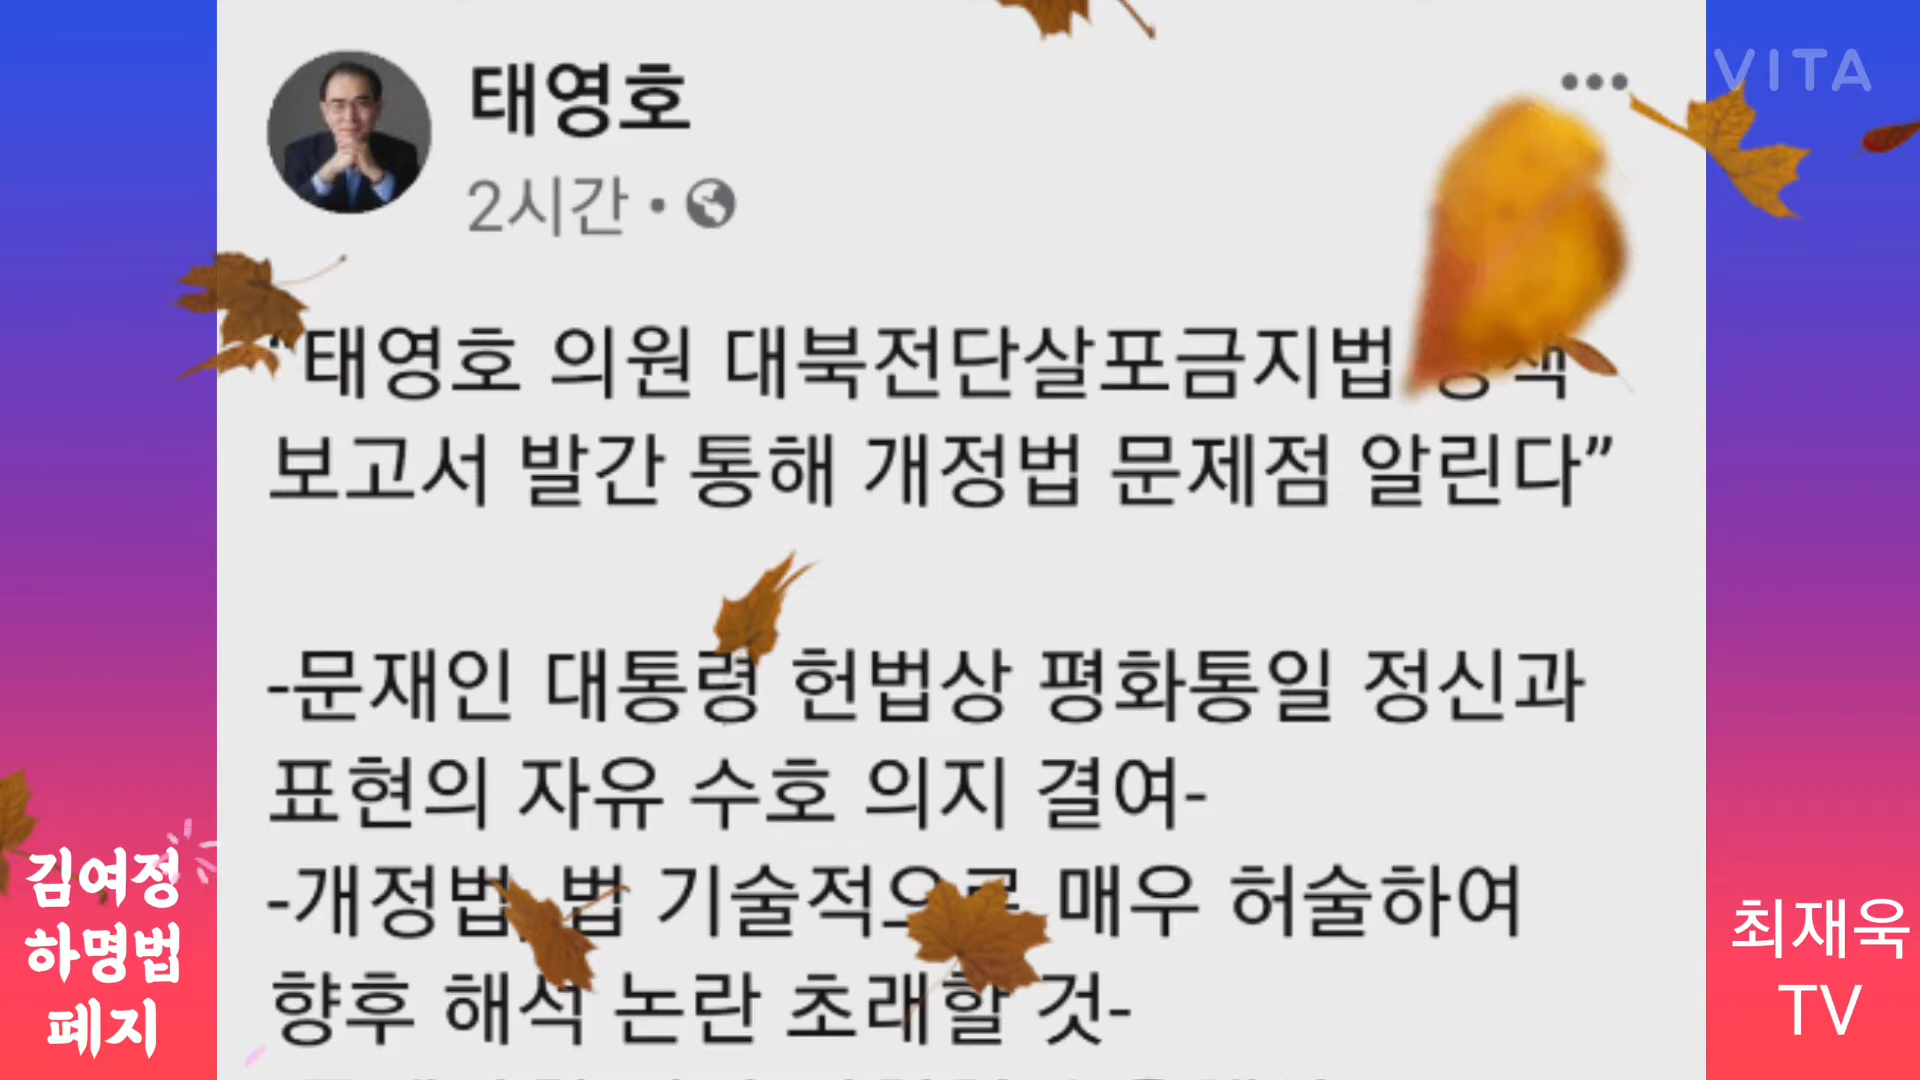 VITA
태영호
2시간 •
"태영호 의원 대북전단살포금지법
보고서 발간 통해 개정법 문제점 알린다”
-문재인 대통령 헌법상 평화통일 정신과
표현의 자유 수호 의지 결여-
-개정법, 법 기술적으로 매우 허술하여
향후 해석 논란 초래할 것-
김여정
하명법
폐지
최재욱
TV